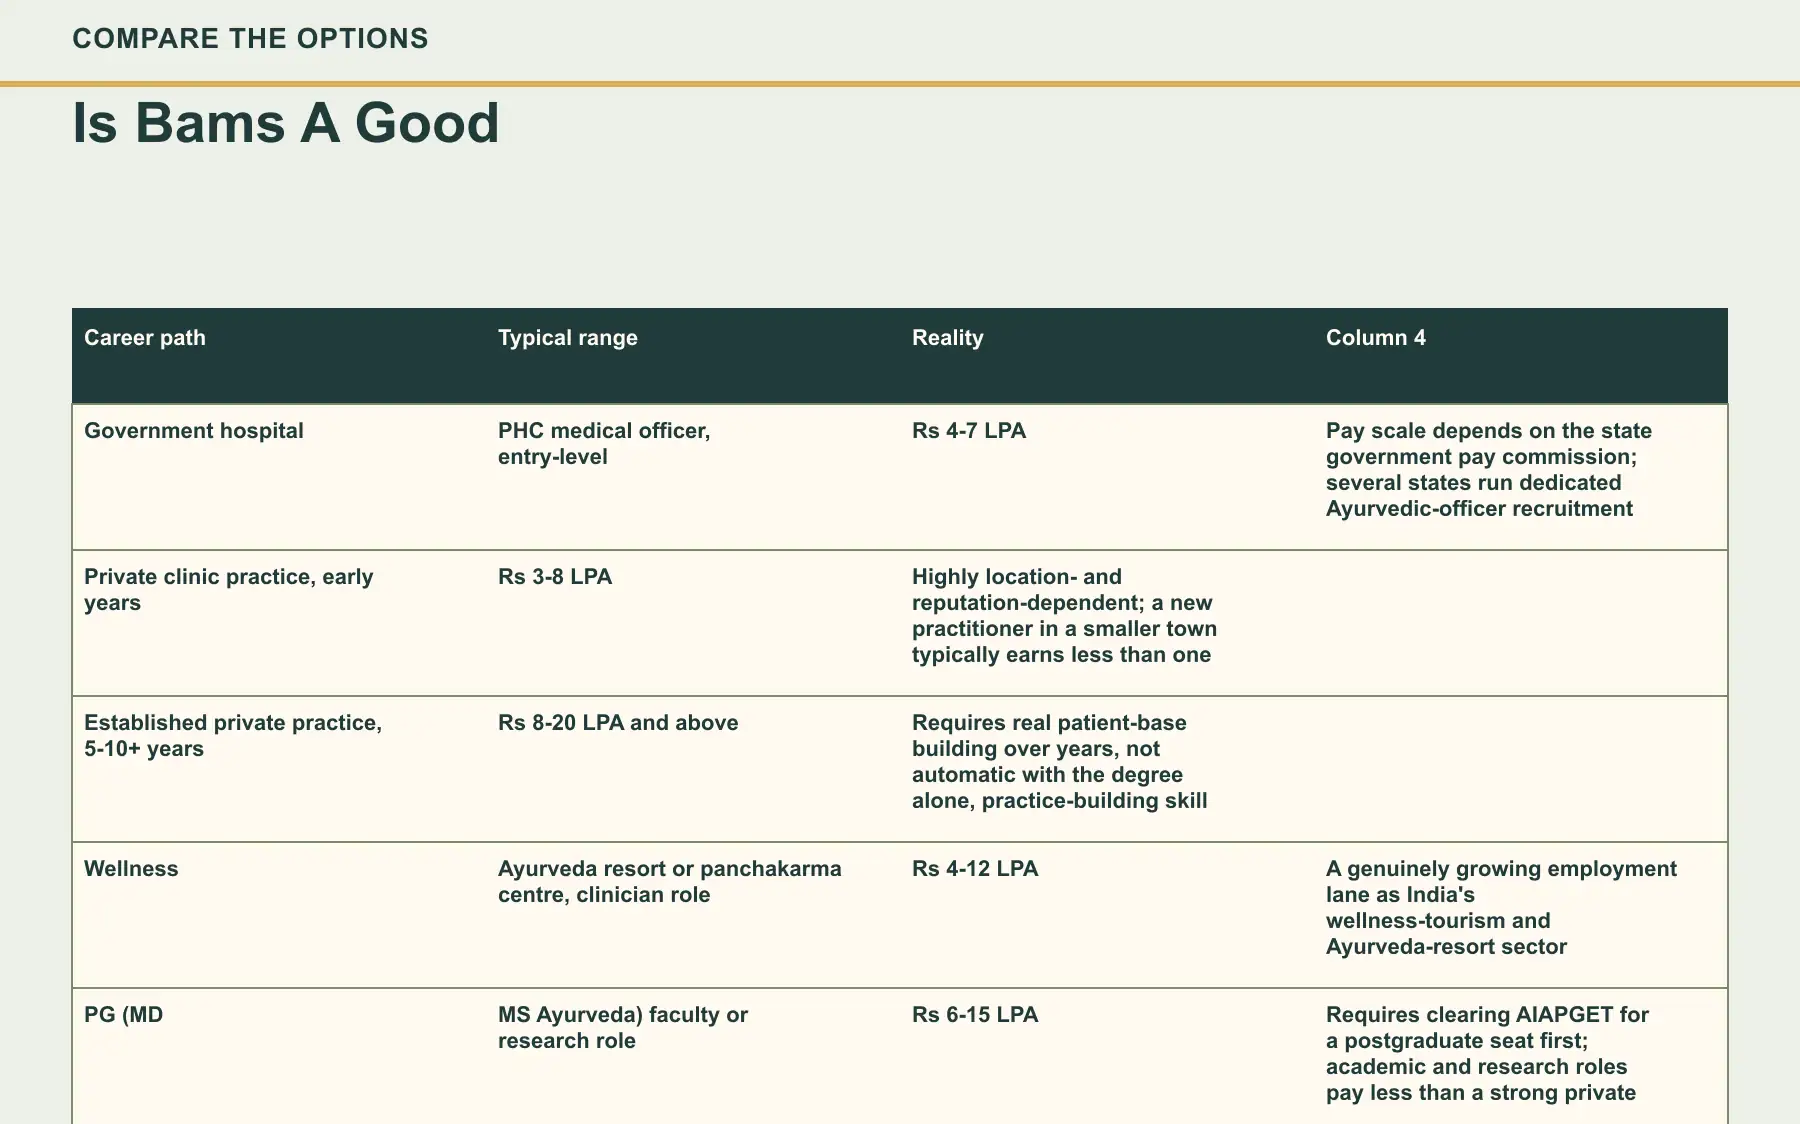 COMPARE THE OPTIONS
Is Bams A Good
Career path
Typical range
Reality
Column 4
Government hospital
PHC medical officer,
entry-level
Rs 4-7 LPA
Pay scale depends on the state
government pay commission;
several states run dedicated
Ayurvedic-officer recruitment
Private clinic practice, early
years
Rs 3-8 LPA
Highly location- and
reputation-dependent; a new
practitioner in a smaller town
typically earns less than one
Established private practice,
5-10+ years
Rs 8-20 LPA and above
Requires real patient-base
building over years, not
automatic with the degree
alone, practice-building skill
Wellness
Ayurveda resort or panchakarma
centre, clinician role
Rs 4-12 LPA
A genuinely growing employment
lane as India's
wellness-tourism and
Ayurveda-resort sector
PG (MD
MS Ayurveda) faculty or
research role
Rs 6-15 LPA
Requires clearing AIAPGET for
a postgraduate seat first;
academic and research roles
pay less than a strong private